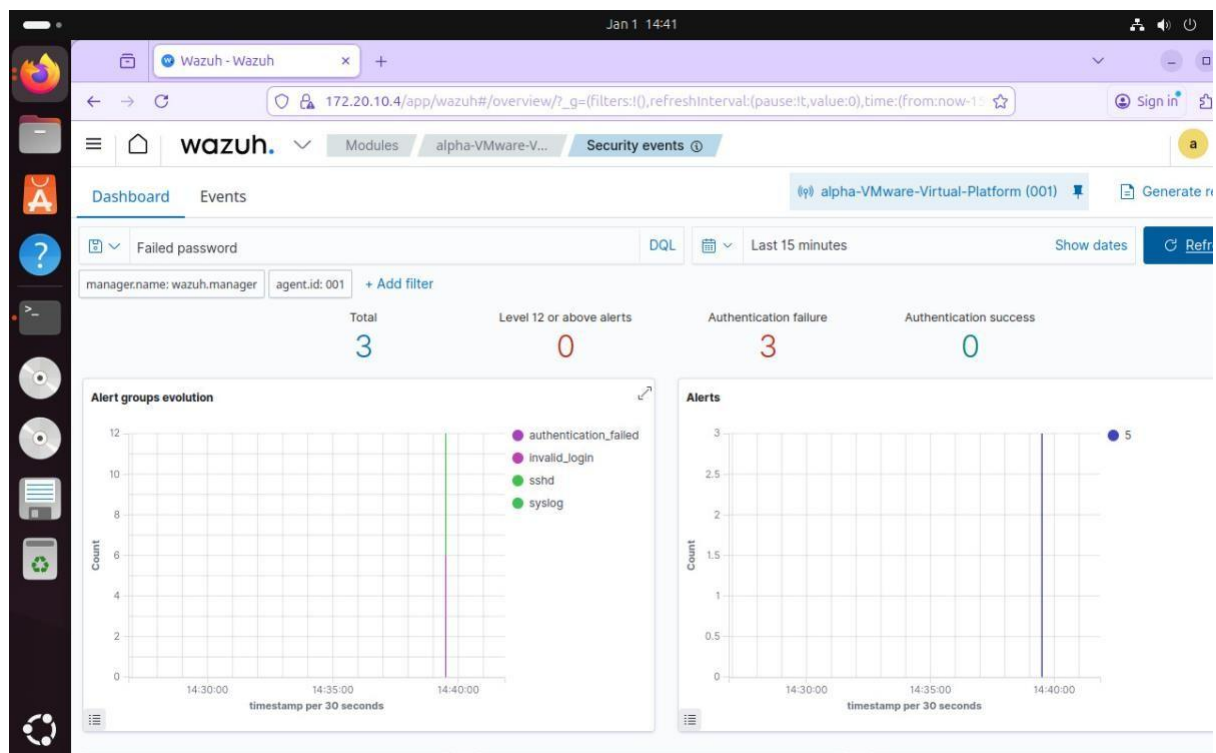 Jan 1 14:41
Wazuh - Wazuh
172.20.10.4/app/wazuh#/overview/?_g=(filters:!(),refreshInterval:(pause:!t,value:0),time:(from:now-1
Sign in
wazuh. Modules alpha-VMware-V... Security events a
Dashboard Events alpha-VMware-Virtual-Platform (001) Generate re
Failed password DQL Last 15 minutes Show dates Refr
manager.name: wazuh.manager agent.id: 001 + Add filter
Total Level 12 or above alerts Authentication failure Authentication success
3 0 3 0
Alert groups evolution
12
10
8
6
4
2
0
Count
14:30:00 14:35:00 14:40:00
timestamp per 30 seconds
authentication_failed
invalid_login
sshd
syslog
Alerts
3
2.5
2
1.5
1
0.5
0
Count
14:30:00 14:35:00 14:40:00
timestamp per 30 seconds
5